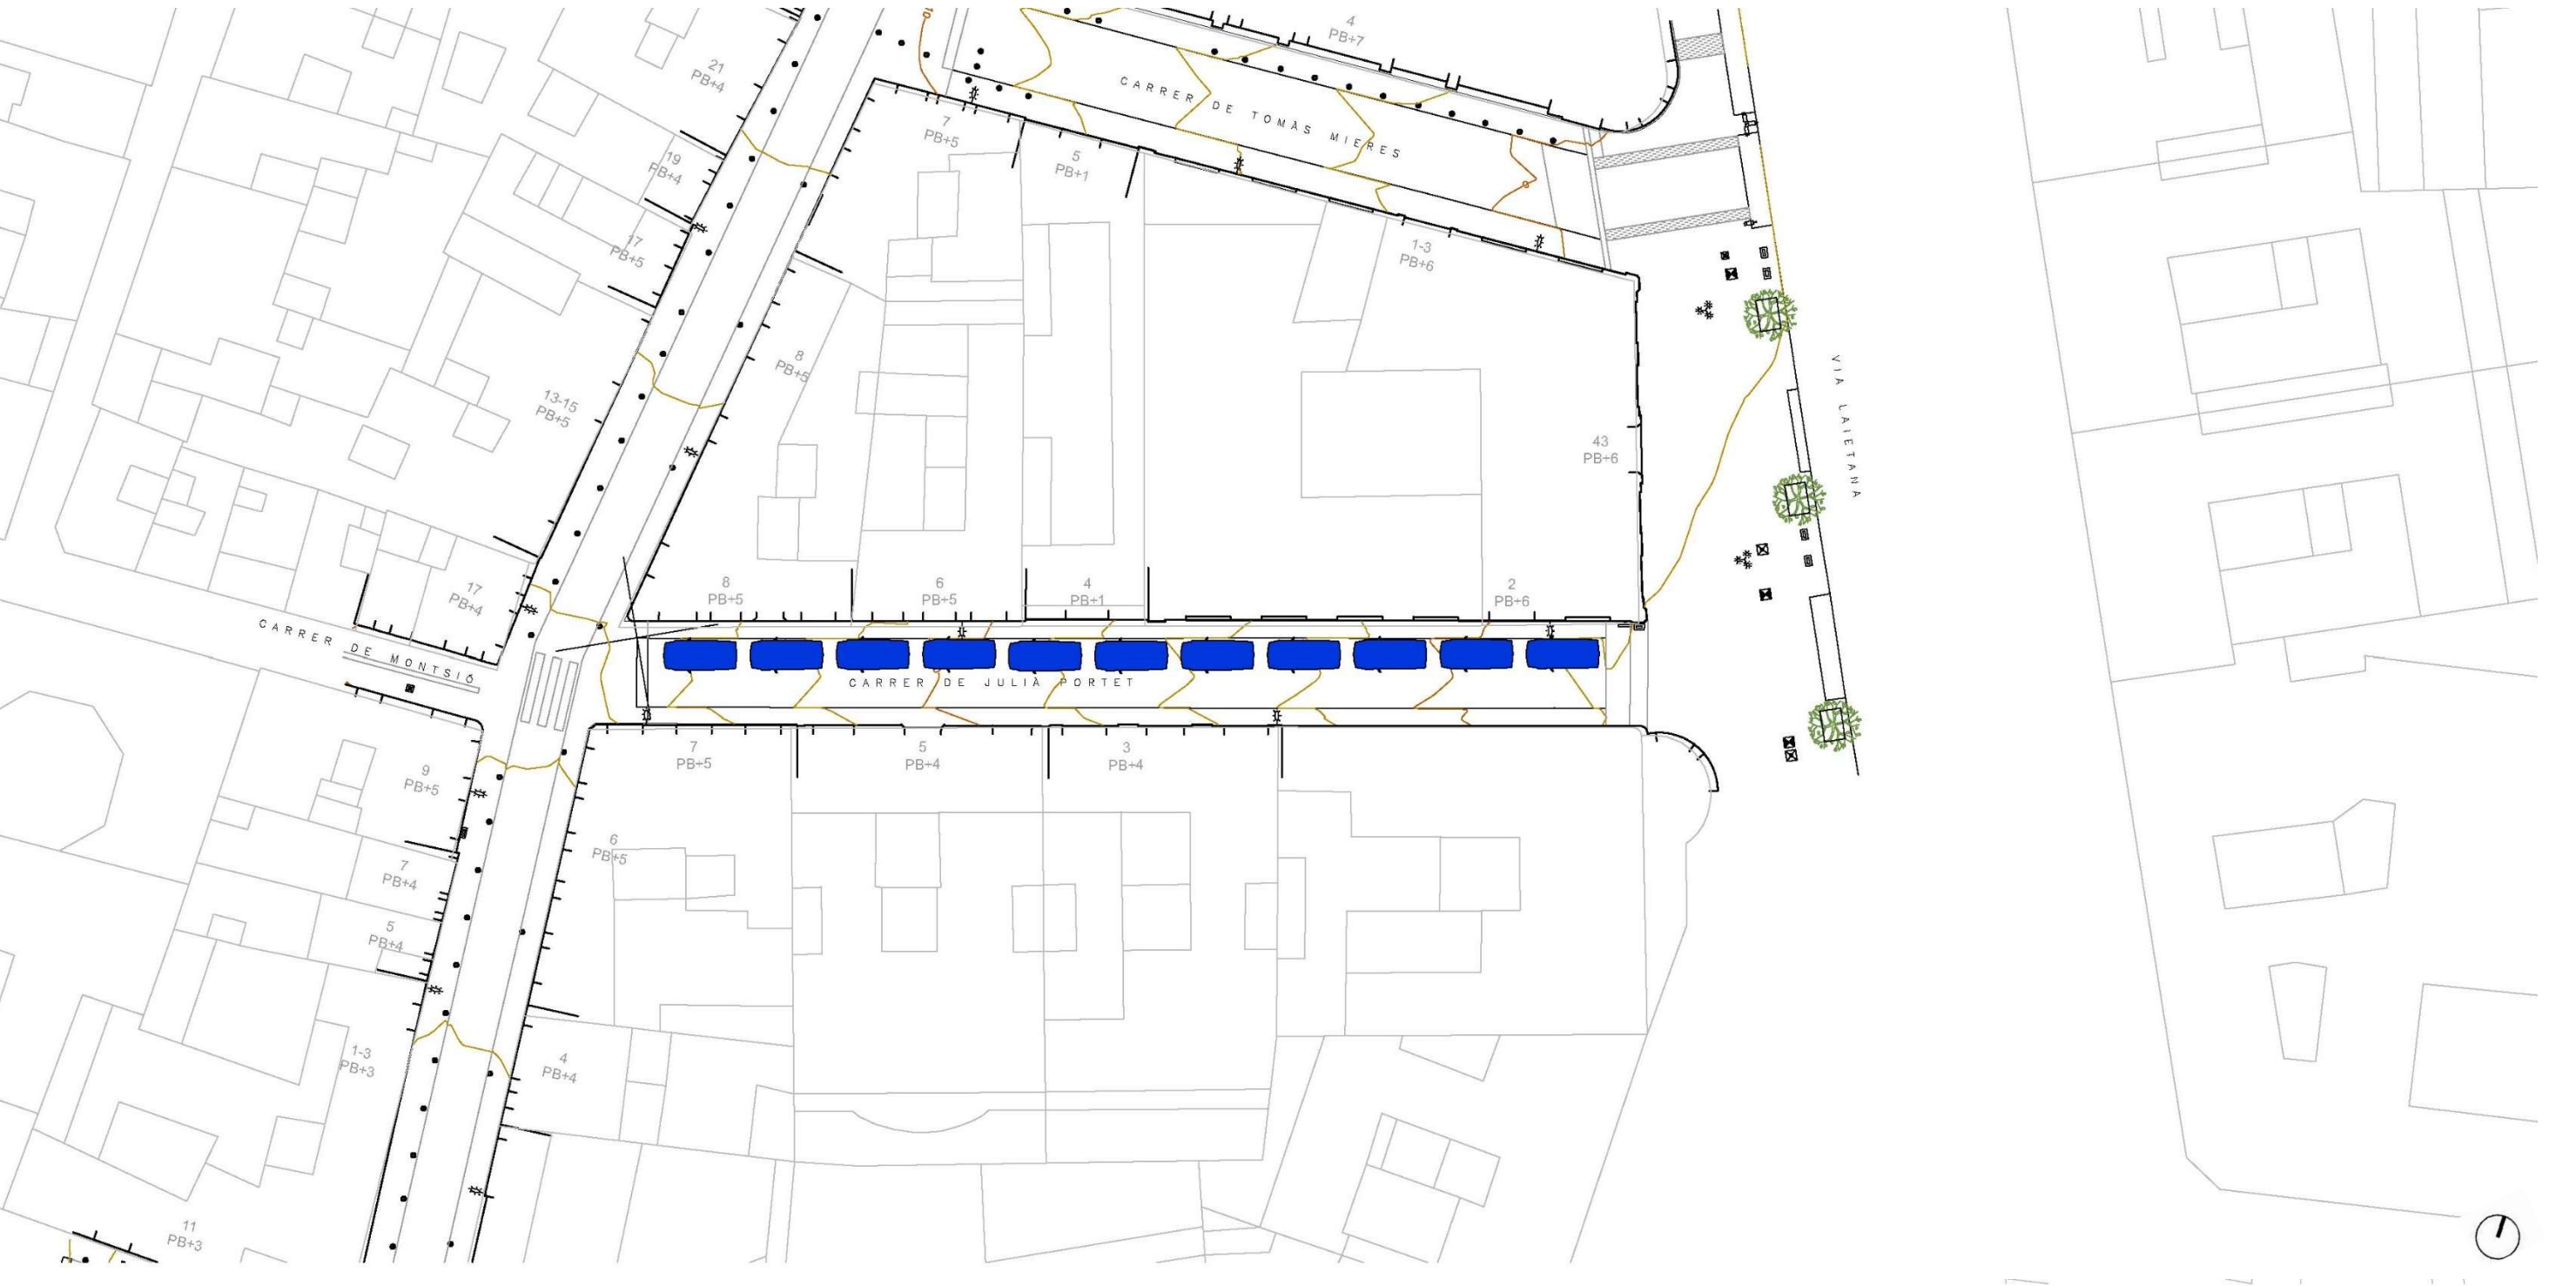 4
PB+7
21
PB+4
CARRER DE TOMÀS MIERES
7
PB+5
5
PB+1
19
PB+4
17
PB+5
1-3
PB+6
8
PB+5
13-15
PB+5
VIA LAIETANA
43
PB+6
17
PB+4
8
PB+5
6
PB+5
4
PB+1
2
PB+6
CARRER DE MONTSIÓ
CARRER DE JULIÀ PORTET
7
PB+5
5
PB+4
3
PB+4
9
PB+5
6
PB+5
7
PB+4
5
PB+4
1-3
PB+3
4
PB+4
11
PB+3